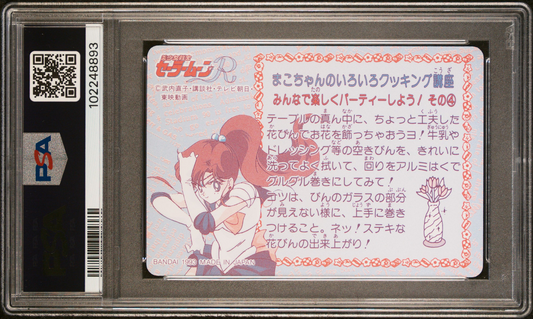 PSA
102248893
美少女戦士
セーラームーンR
©武内直子・講談社・テレビ朝日・
東映動画
まこちゃんのいろいろクッキング講座
こうざ
みんなで楽しくパーティーしよう! その④
テーブルの真ん中に、ちょっと工夫した
花びんでお花を飾っちゃおうヨ!牛乳や
ドレッシング等の空きびんを、きれいに
洗ってよく拭いて、回りをアルミはくで
グルグル巻きにしてみて!
コツは、びんのガラスの部分
が見えない様に、上手に巻き
つけること。ネッ!ステキな
花びんの出来上がり!
BANDAI 1993 MADE IN JAPAN